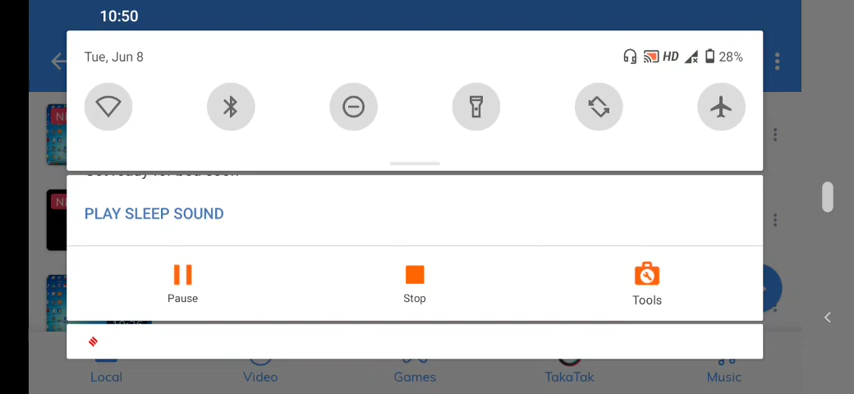 10:50
Tue, Jun 8
HD
28%
PLAY SLEEP SOUND
Pause
Stop
Tools
Local
Video
Games
TakaTak
Music